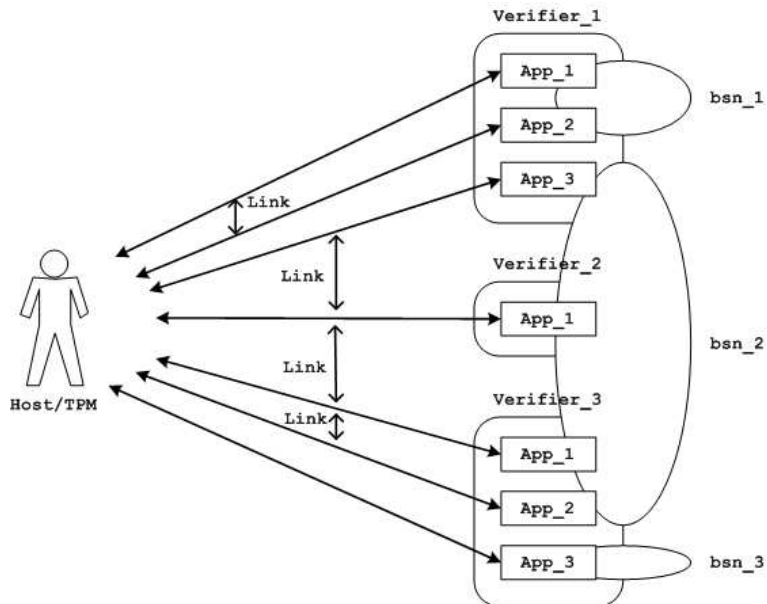 Verifier_1
App_1
bsn_1
App_2
App_3
Link
Link
Verifier_2
App_1
bsn_2
Link
Host/TPM
Verifier_3
Link
App_1
App_2
App_3
bsn_3